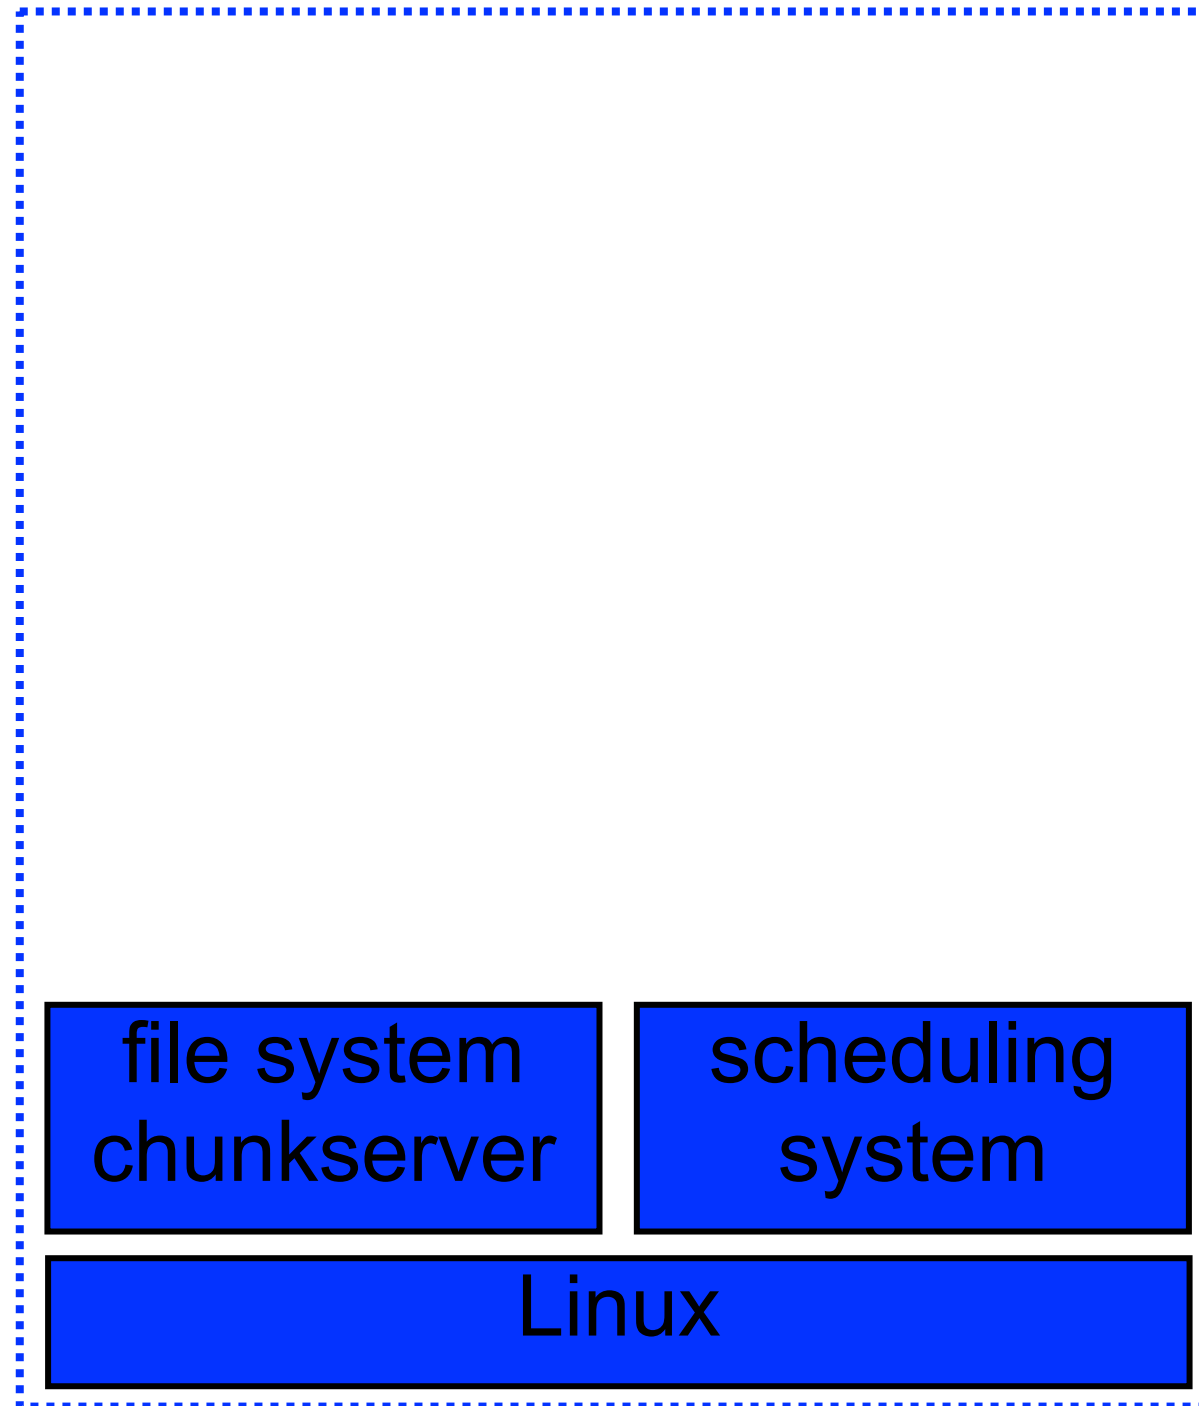 file system
chunkserver
scheduling
system
Linux